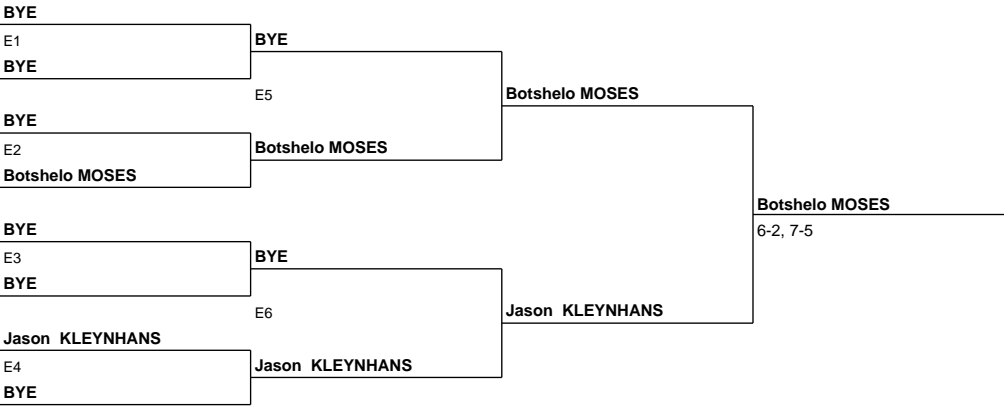 BYE
E1
BYE
BYE
E5
Botshelo MOSES
BYE
E2
Botshelo MOSES
Botshelo MOSES
Botshelo MOSES
6-2, 7-5
BYE
E3
BYE
BYE
E6
Jason  KLEYNHANS
Jason  KLEYNHANS
E4
Jason  KLEYNHANS
BYE